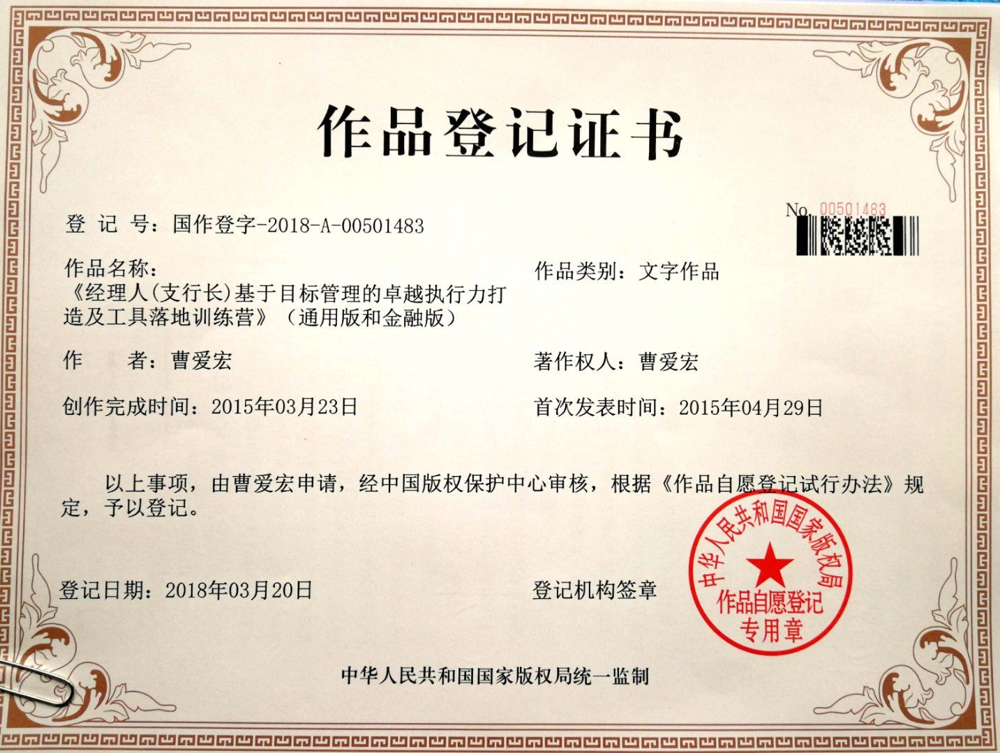 作品登记证书
No. 00501483
登 记 号：国作登字-2018-A-00501483
作品名称：
作品类别：文字作品
《经理人(支行长)基于目标管理的卓越执行力打
造及工具落地训练营》（通用版和金融版）
作 者：曹爱宏
著作权人：曹爱宏
创作完成时间：2015年03月23日
首次发表时间：2015年04月29日
以上事项，由曹爱宏申请，经中国版权保护中心审核，根据《作品自愿登记试行办法》规
定，予以登记。
登记日期：2018年03月20日
登记机构签章
中华人民共和国国家版权局
作品自愿登记
专用章
中华人民共和国国家版权局统一监制